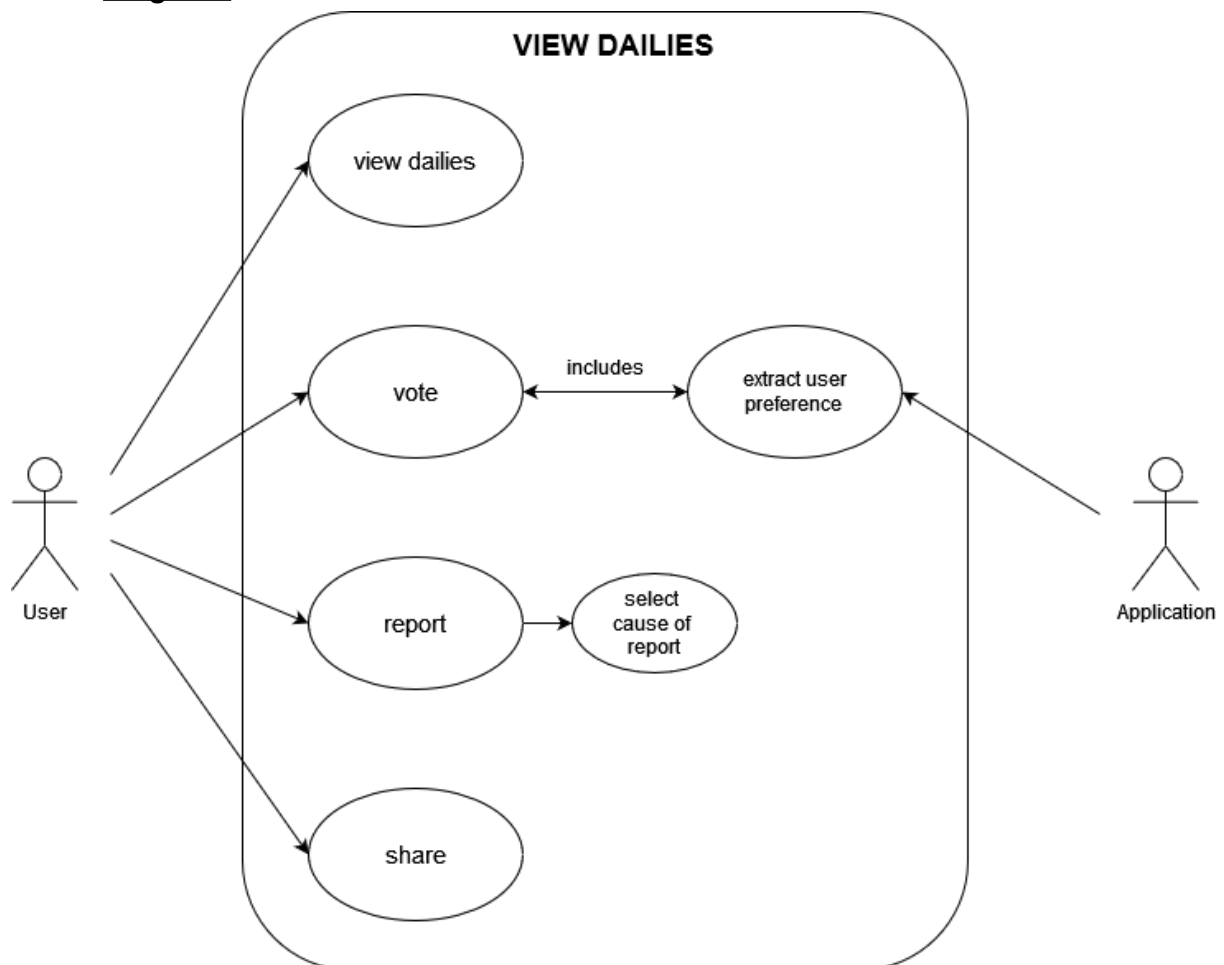 VIEW DAILIES
view dailies
vote
includes
extract user
preference
User
report
select
cause of
report
Application
share